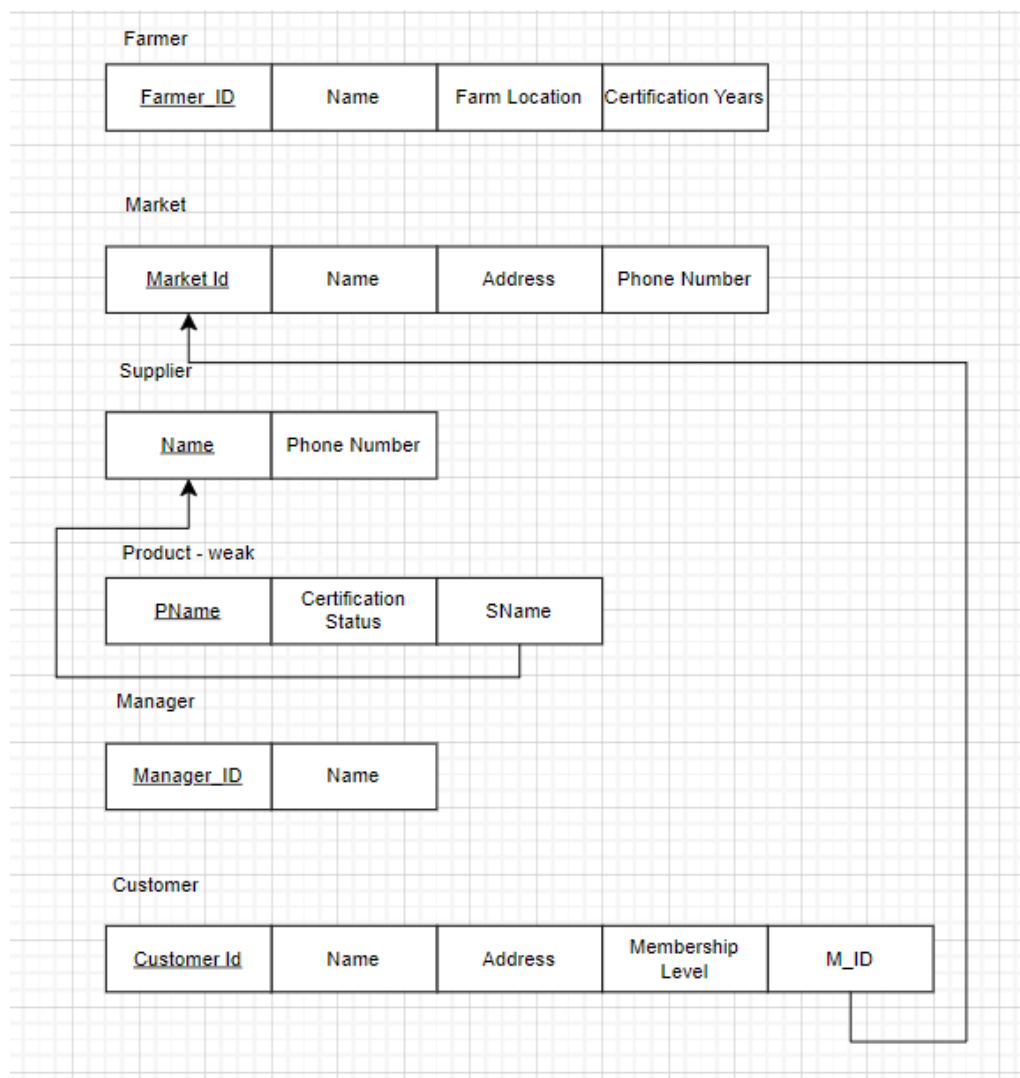 Farmer
Farmer_ID Name Farm Location Certification Years
Market
Market Id Name Address Phone Number
Supplier
Name Phone Number
Product - weak
PName Certification Status SName
Manager
Manager_ID Name
Customer
Customer Id Name Address Membership Level M_ID